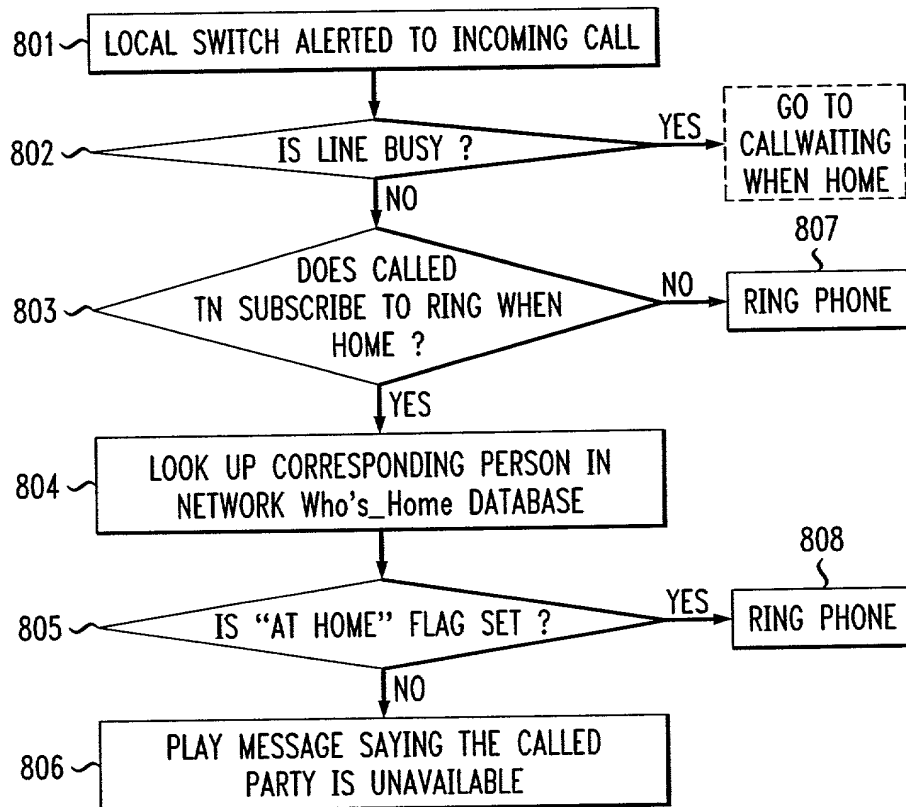 801
LOCAL SWITCH ALERTED TO INCOMING CALL
802
IS LINE BUSY ?
YES
GO TO
CALLWAITING
WHEN HOME
NO
803
DOES CALLED
TN SUBSCRIBE TO RING WHEN
HOME ?
NO
807
RING PHONE
YES
804
LOOK UP CORRESPONDING PERSON IN
NETWORK Who's_Home DATABASE
805
IS “AT HOME” FLAG SET ?
YES
808
RING PHONE
NO
806
PLAY MESSAGE SAYING THE CALLED
PARTY IS UNAVAILABLE